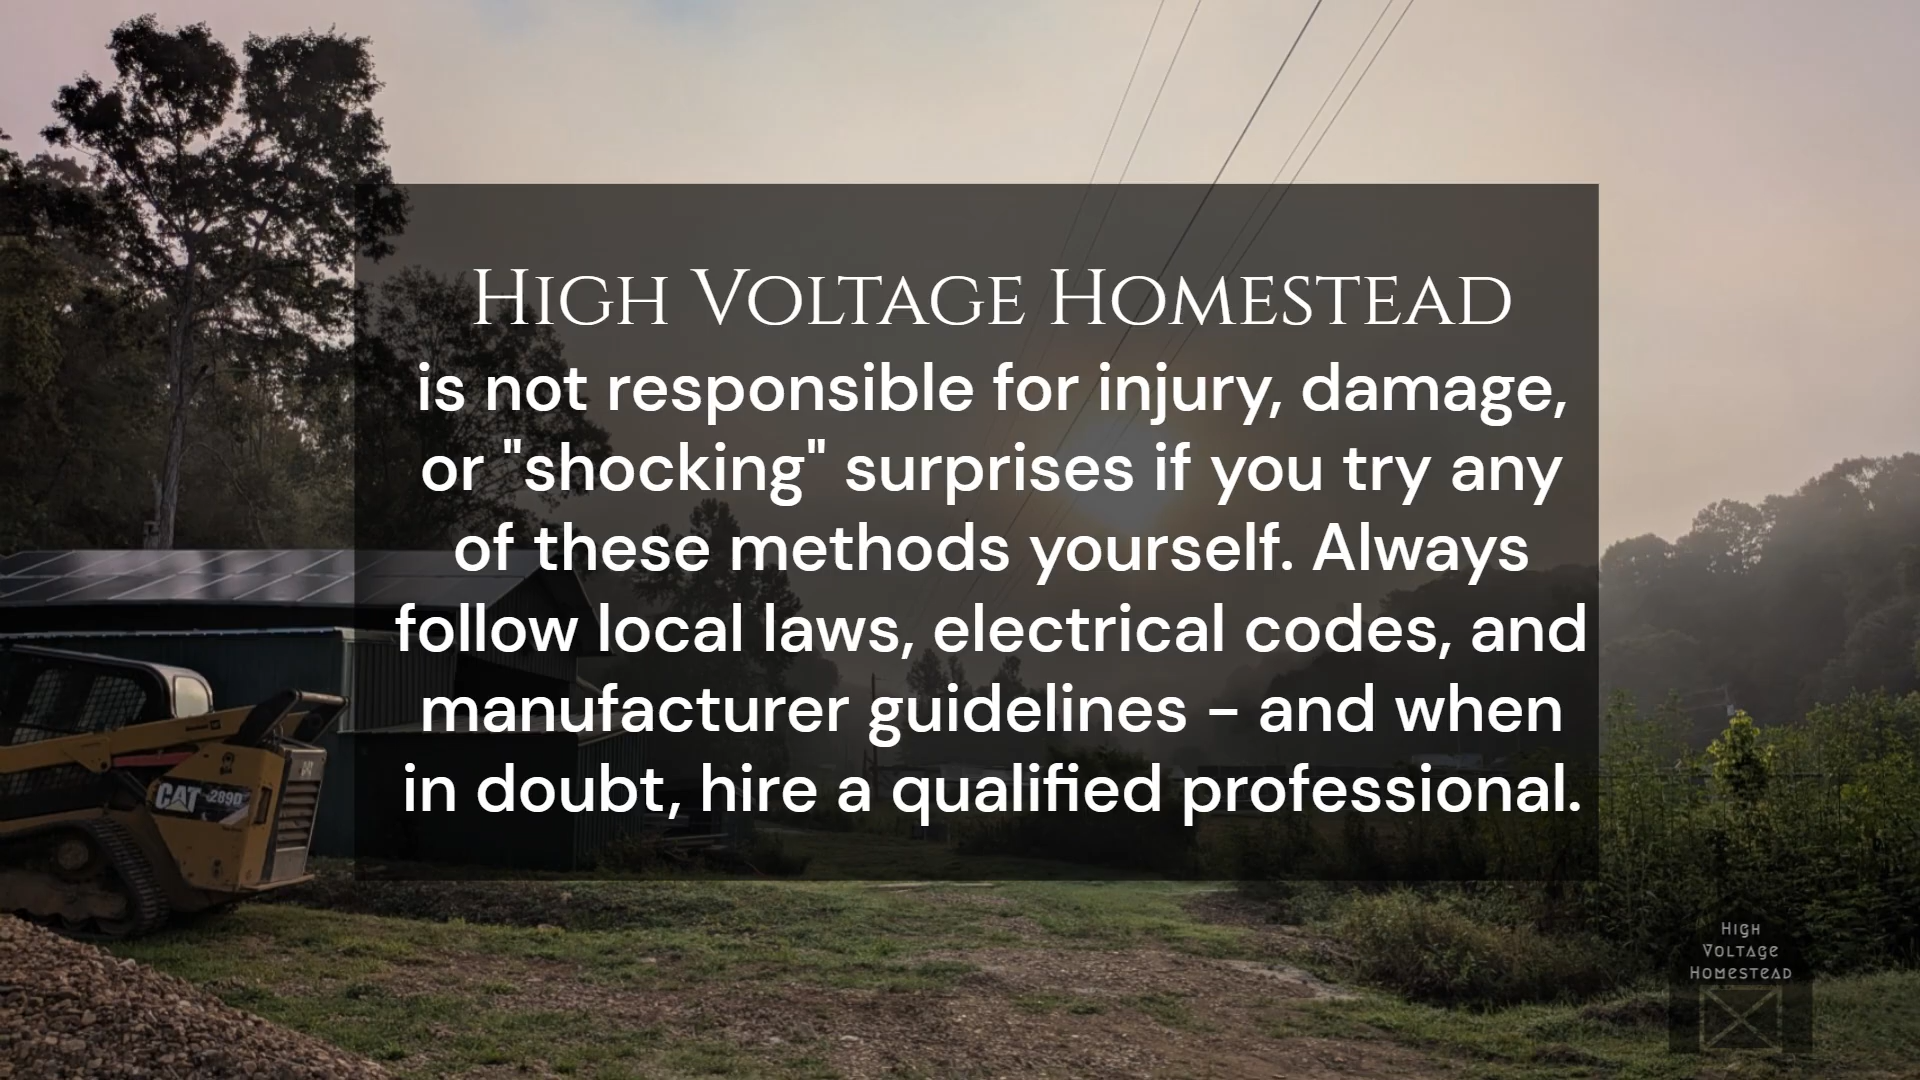 High Voltage Homestead
is not responsible for injury, damage,
or "shocking" surprises if you try any
of these methods yourself. Always
follow local laws, electrical codes, and
manufacturer guidelines - and when
in doubt, hire a qualified professional.
CAT 289D
High
Voltage
Homestead